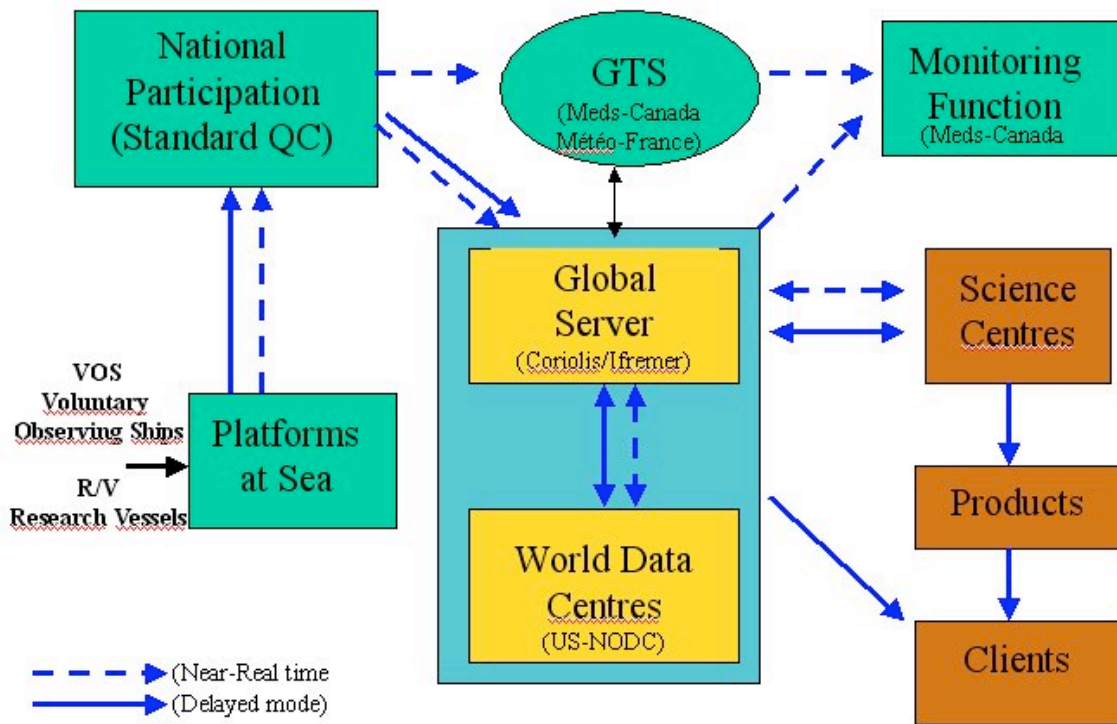 National
Participation
(Standard QC)
GTS
(Meds-Canada
Météo-France)
Monitoring
Function
(Meds-Canada
Global
Server
(Coriolis/Ifremer)
Science
Centres
VOS
Voluntary
Observing Ships
R/V
Research Vessels
Platforms
at Sea
World Data
Centres
(US-NODC)
Products
Clients
(Near-Real time
(Delayed mode)